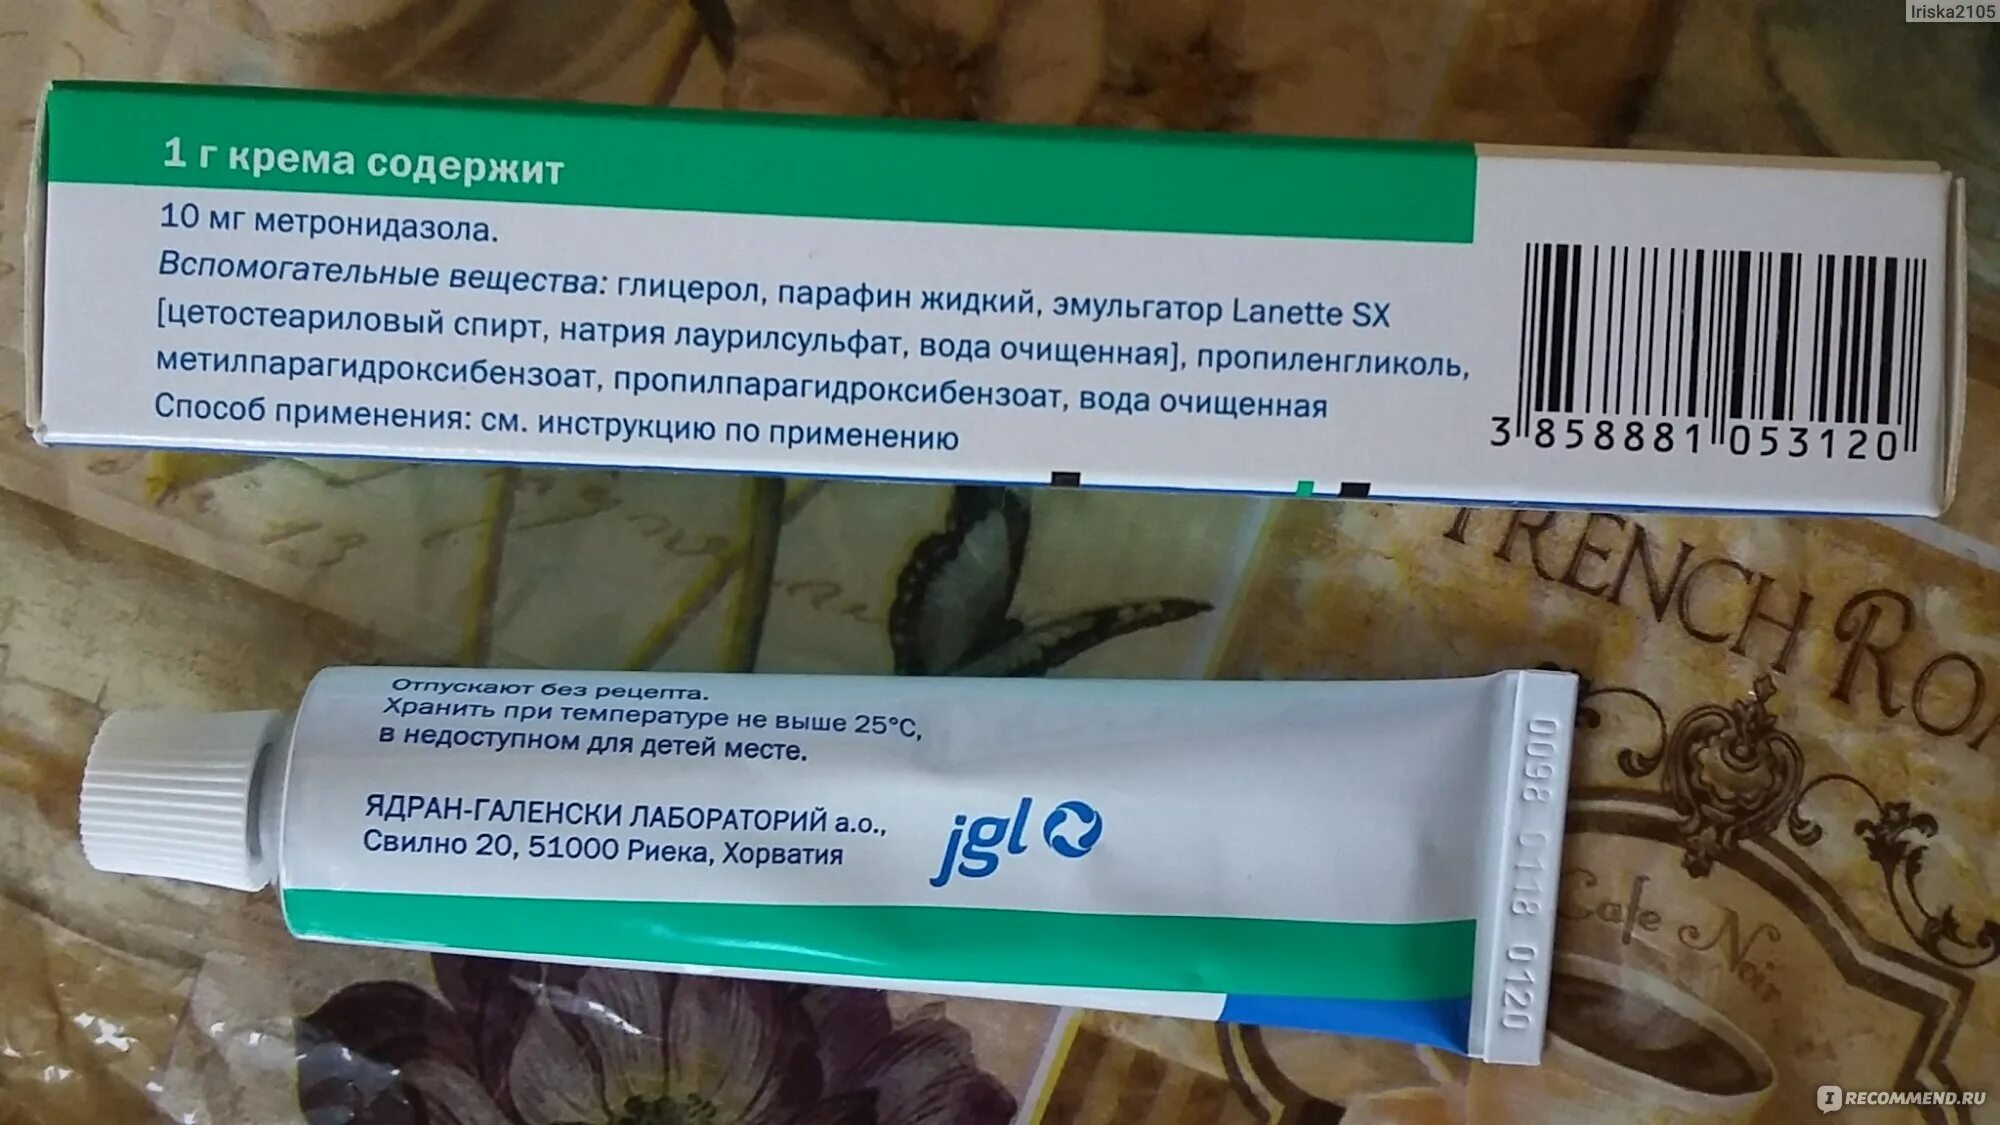 Iriska2105
1 г крема содержит
10 мг метронидазола.
Вспомогательные вещества: глицерол, парафин жидкий, эмульгатор Lanette SX
[цетостеариловый спирт, натрия лаурилсульфат, вода очищенная], пропиленгликоль,
метилпарагидроксибензоат, пропилпарагидроксибензоат, вода очищенная
Способ применения: см. инструкцию по применению
3 858881 053120
FRENCH RO
Отпускают без рецепта.
Хранить при температуре не выше 25°C,
в недоступном для детей месте.
ЯДРАН-ГАЛЕНСКИ ЛАБОРАТОРИЙ а.о.,
Свилно 20, 51000 Риека, Хорватия
jgl
0098 0118 0120
Cafe Noir
I RECOMMEND.RU